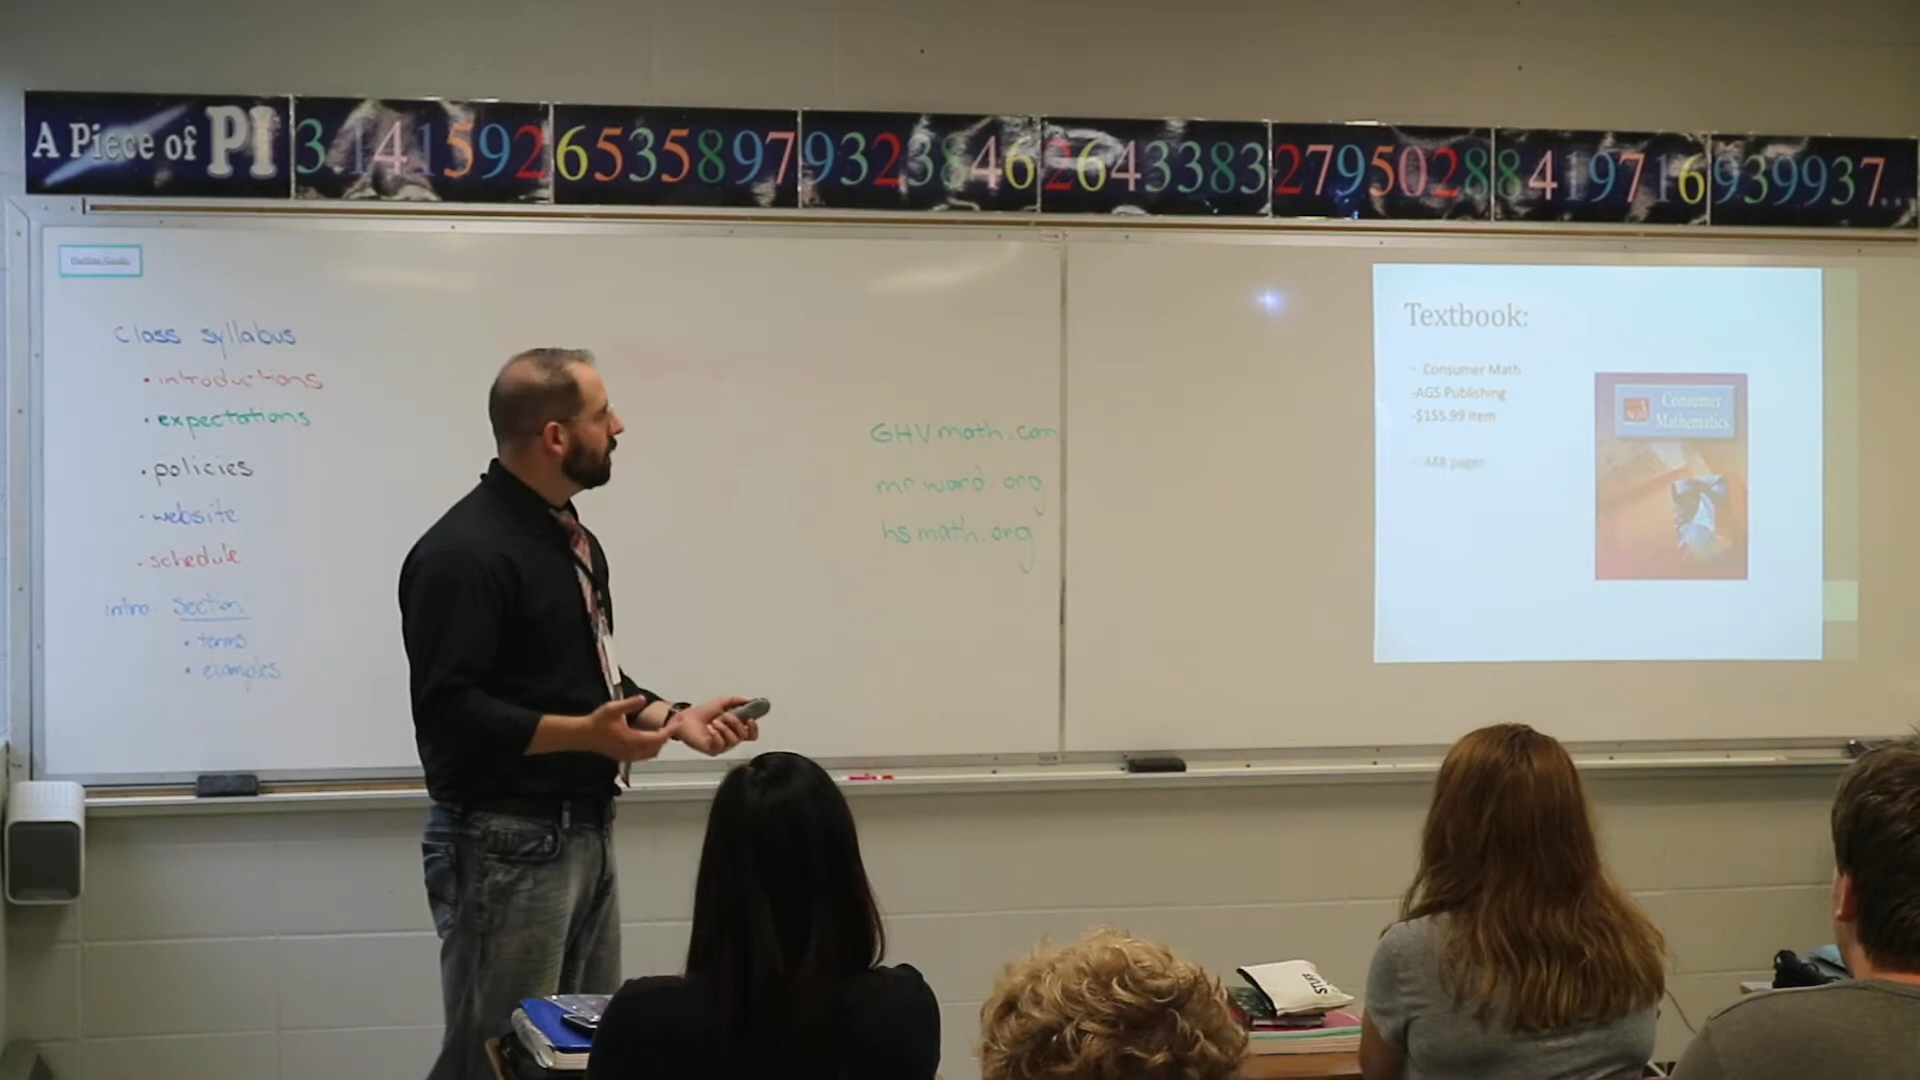 A Piece of PI 3.141592 6535897 9323846 2643383 2795028 8419716 939937...
class syllabus
• introductions
• expectations
• policies
• website
• schedule
intro: section
• terms
• examples
GHVmath.com
mrward.org
hsmath.org
Textbook:
• Consumer Math
-AGS Publishing
-$155.99 item
• 448 pages
AGS
Consumer
Mathematics
STUFF